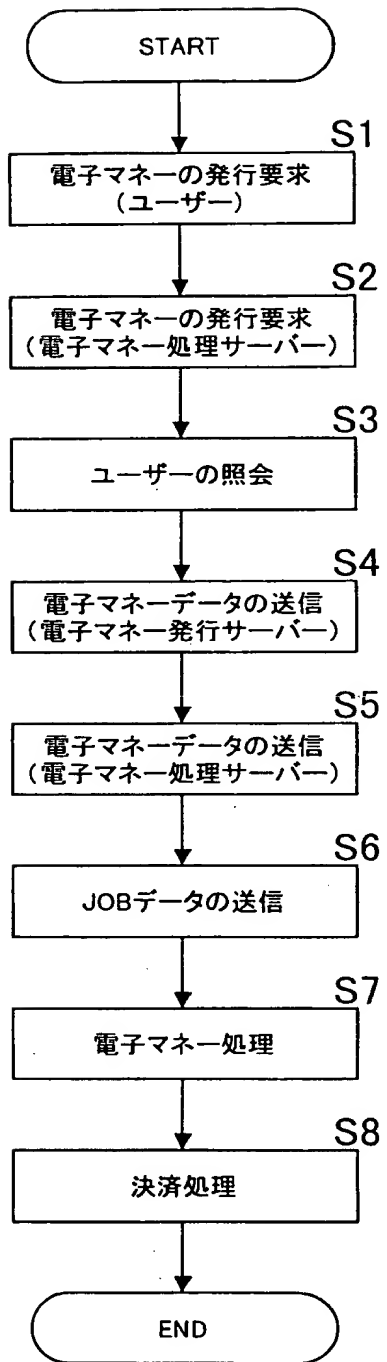 START
S1
電子マネーの発行要求
(ユーザー)
S2
電子マネーの発行要求
(電子マネー処理サーバー)
S3
ユーザーの照会
S4
電子マネーデータの送信
(電子マネー発行サーバー)
S5
電子マネーデータの送信
(電子マネー処理サーバー)
S6
JOBデータの送信
S7
電子マネー処理
S8
決済処理
END